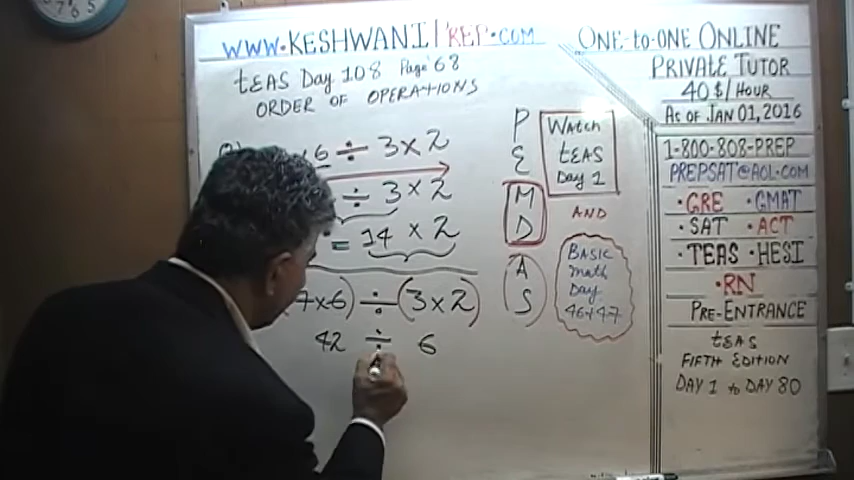 WWW.KESHWANIPREP.COM
tEAS Day 108 Page 68
ORDER OF OPERATIONS
6 ÷ 3 × 2
÷ 3 × 2
= 14 × 2
7×6) ÷ (3×2)
42 ÷ 6
P
E
M
D
A
S
Watch
tEAS
Day 1
AND
BASIC
Math
Day
46+47
ONE-to-ONE ONLINE
PRIVATE TUTOR
40 $/HOUR
AS OF JAN 01, 2016
1-800-808-PREP
PREPSAT@AOL.COM
•GRE •GMAT
•SAT •ACT
•TEAS •HESI
•RN
PRE-ENTRANCE
tEAS
FIFTH EDITION
DAY 1 to DAY 80